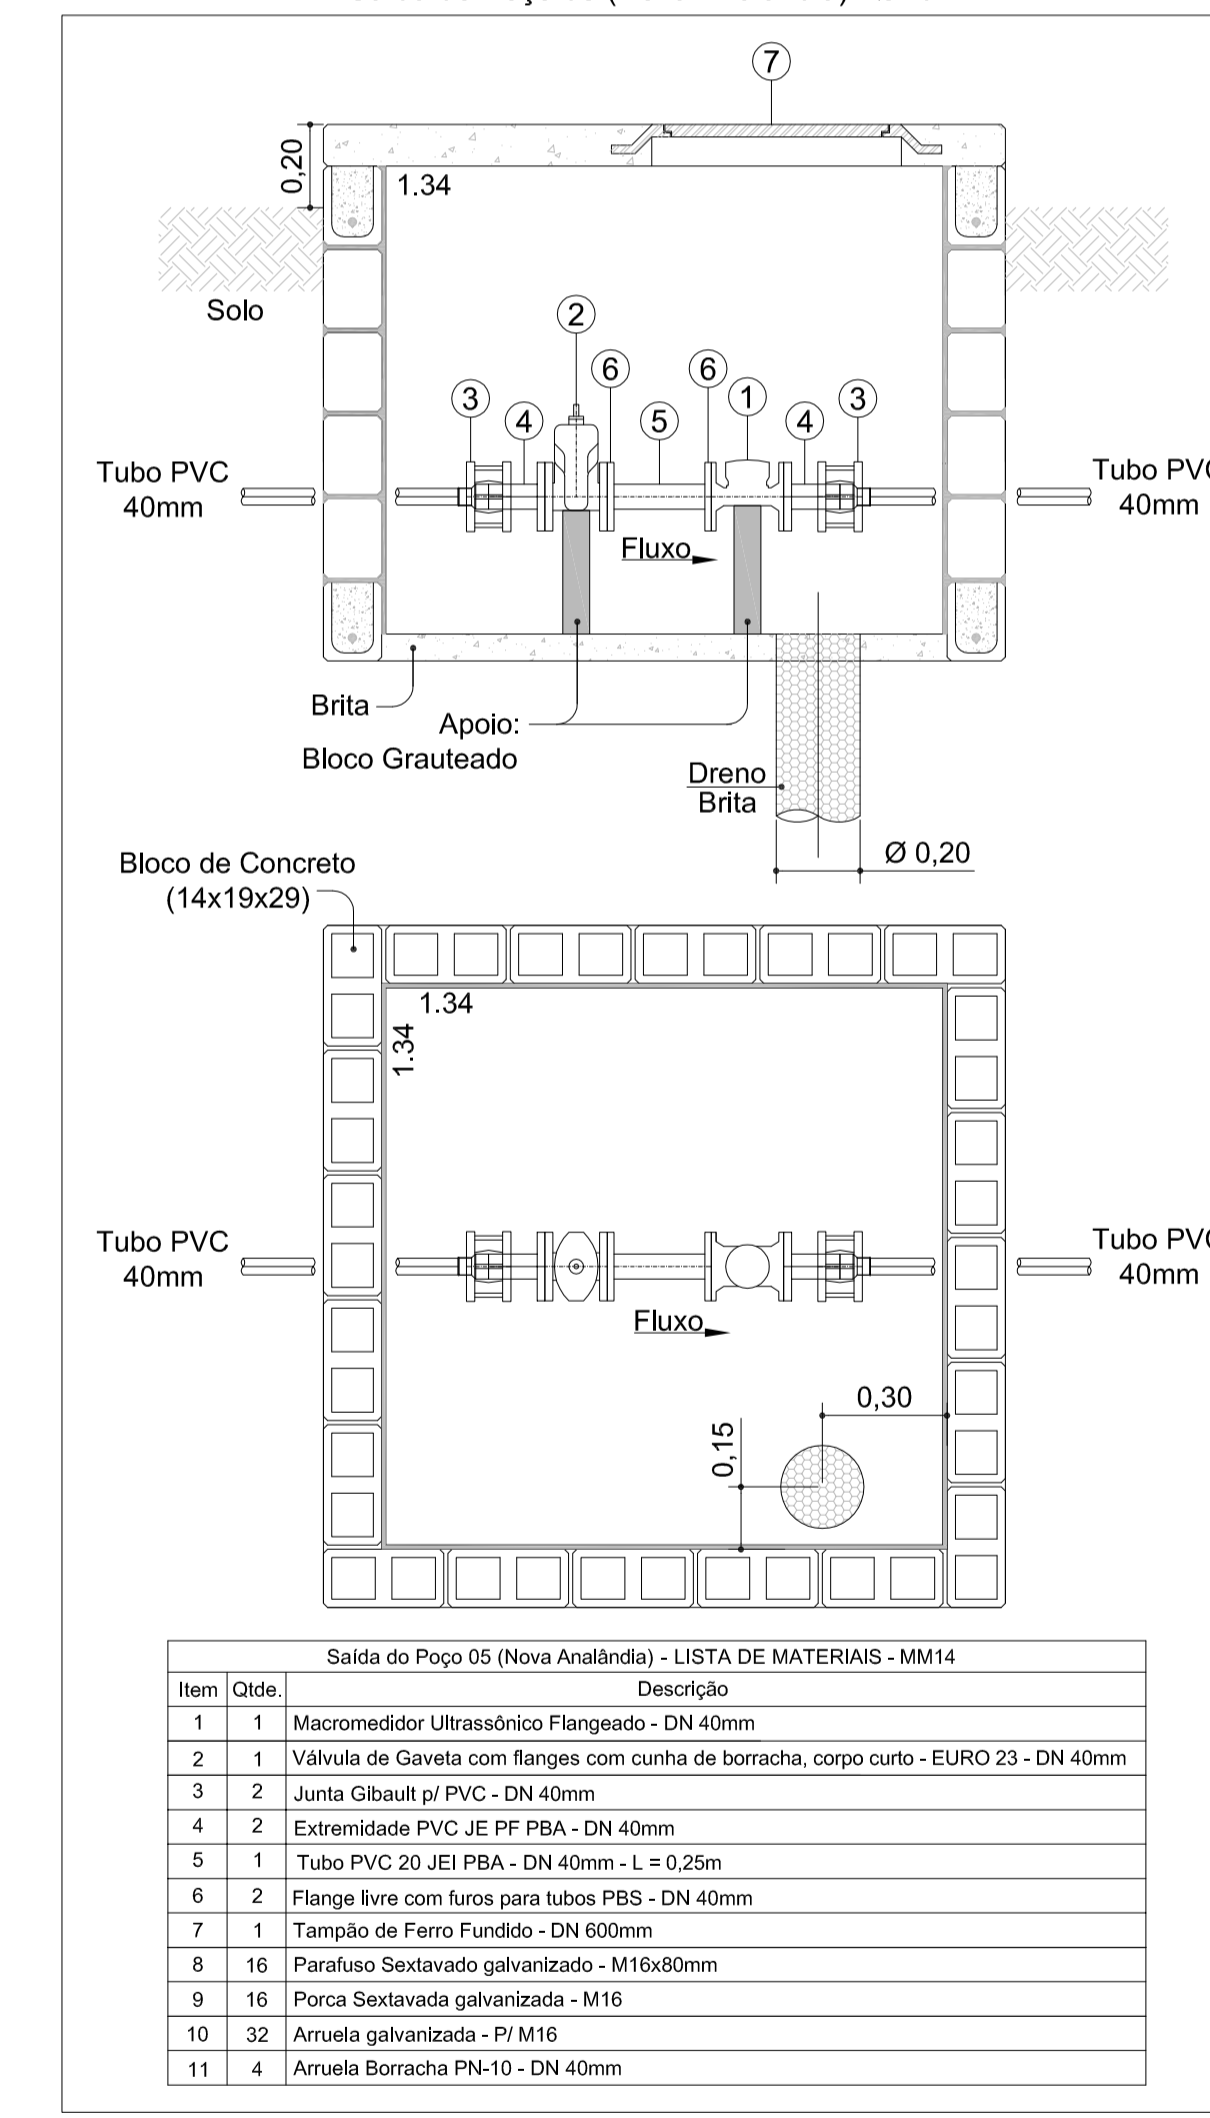 7
0,20
1.34
Solo
2
6
6
1
3
4
5
4
3
Tubo PVC
40mm
Tubo PVC
40mm
Fluxo
Brita
Apoio:
Bloco Grauteado
Dreno
Brita
Ø 0,20
Bloco de Concreto
(14x19x29)
1.34
1.34
Tubo PVC
40mm
Tubo PVC
40mm
Fluxo
0,30
0,15
Saída do Poço 05 (Nova Analândia) - LISTA DE MATERIAIS - MM14
Item Qtde. Descrição
1 1 Macromedidor Ultrassônico Flangeado - DN 40mm
2 1 Válvula de Gaveta com flanges com cunha de borracha, corpo curto - EURO 23 - DN 40mm
3 2 Junta Gibault p/ PVC - DN 40mm
4 2 Extremidade PVC JE PF PBA - DN 40mm
5 1 Tubo PVC 20 JEI PBA - DN 40mm - L = 0,25m
6 2 Flange livre com furos para tubos PBS - DN 40mm
7 1 Tampão de Ferro Fundido - DN 600mm
8 16 Parafuso Sextavado galvanizado - M16x80mm
9 16 Porca Sextavada galvanizada - M16
10 32 Arruela galvanizada - P/ M16
11 4 Arruela Borracha PN-10 - DN 40mm